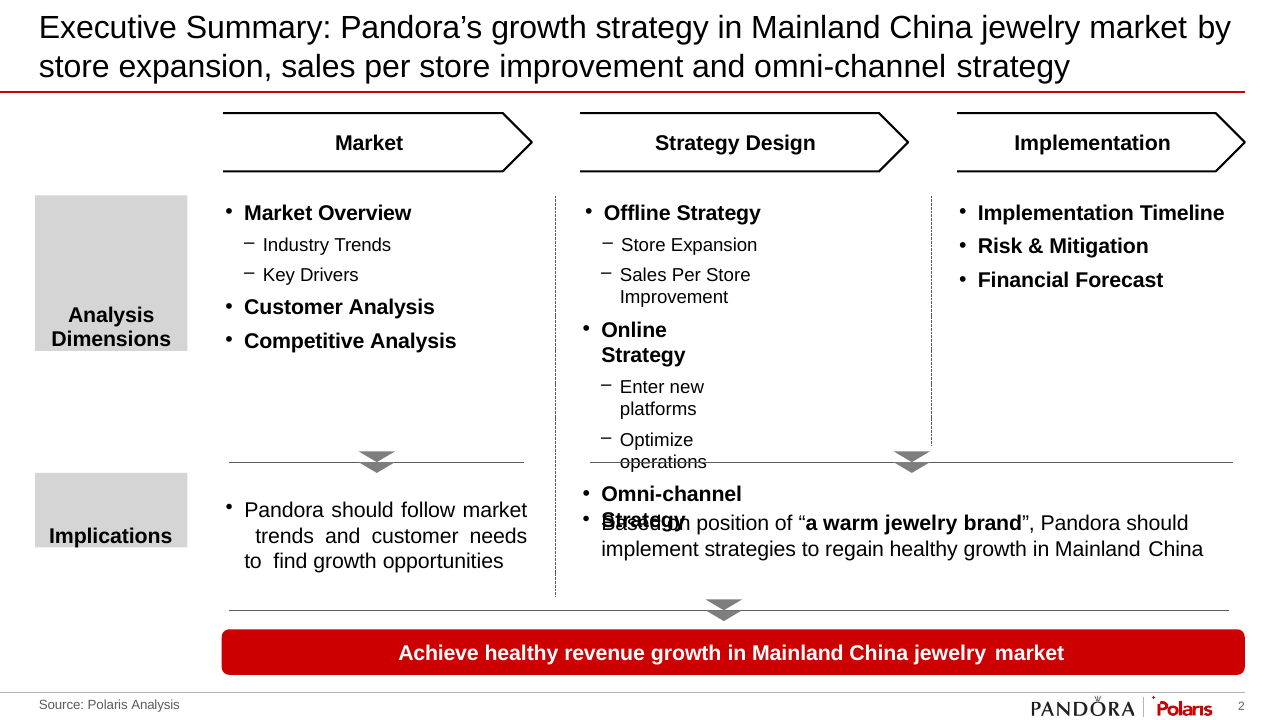 Executive Summary: Pandora’s growth strategy in Mainland China jewelry market by
store expansion, sales per store improvement and omni-channel strategy
Market
Strategy Design
Implementation
Analysis
Dimensions
• Market Overview
– Industry Trends
– Key Drivers
• Customer Analysis
• Competitive Analysis
• Offline Strategy
– Store Expansion
– Sales Per Store
Improvement
• Online
Strategy
– Enter new
platforms
– Optimize
operations
• Omni-channel
Strategy
• Implementation Timeline
• Risk & Mitigation
• Financial Forecast
Implications
• Pandora should follow market
trends and customer needs
to find growth opportunities
• Based on position of “a warm jewelry brand”, Pandora should
implement strategies to regain healthy growth in Mainland China
Achieve healthy revenue growth in Mainland China jewelry market
Source: Polaris Analysis
PANDORA
Polaris
2